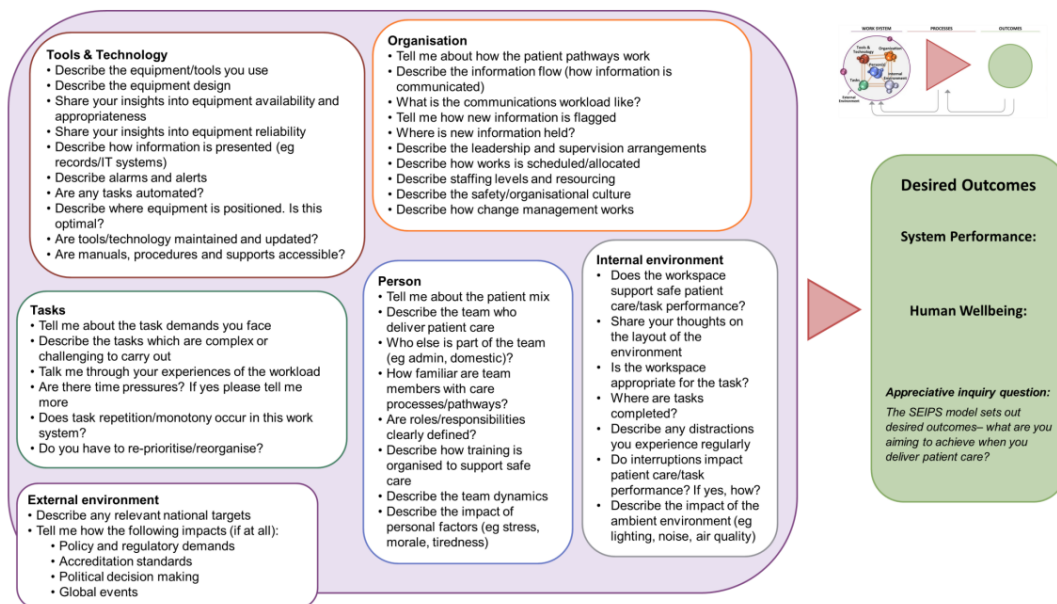 Tools & Technology
• Describe the equipment/tools you use
• Describe the equipment design
• Share your insights into equipment availability and
appropriateness
• Share your insights into equipment reliability
• Describe how information is presented (eg
records/IT systems)
• Describe alarms and alerts
• Are any tasks automated?
• Describe where equipment is positioned. Is this
optimal?
• Are tools/technology maintained and updated?
• Are manuals, procedures and supports accessible?
Organisation
• Tell me about how the patient pathways work
• Describe the information flow (how information is
communicated)
• What is the communications workload like?
• Tell me how new information is flagged
• Where is new information held?
• Describe the leadership and supervision arrangements
• Describe how works is scheduled/allocated
• Describe staffing levels and resourcing
• Describe the safety/organisational culture
• Describe how change management works
Tasks
• Tell me about the task demands you face
• Describe the tasks which are complex or
challenging to carry out
• Talk me through your experiences of the workload
• Are there time pressures? If yes please tell me
more
• Does task repetition/monotony occur in this work
system?
• Do you have to re-prioritise/reorganise?
Person
• Tell me about the patient mix
• Describe the team who
deliver patient care
• Who else is part of the team
(eg admin, domestic)?
• How familiar are team
members with care
processes/pathways?
• Are roles/responsibilities
clearly defined?
• Describe how training is
organised to support safe
care
• Describe the team dynamics
• Describe the impact of
personal factors (eg stress,
morale, tiredness)
Internal environment
• Does the workspace
support safe patient
care/task performance?
• Share your thoughts on
the layout of the
environment
• Is the workspace
appropriate for the task?
• Where are tasks
completed?
• Describe any distractions
you experience regularly
• Do interruptions impact
patient care/task
performance? If yes, how?
• Describe the impact of the
ambient environment (eg
lighting, noise, air quality)
External environment
• Describe any relevant national targets
• Tell me how the following impacts (if at all):
• Policy and regulatory demands
• Accreditation standards
• Political decision making
• Global events
WORK SYSTEM
PROCESSES
OUTCOMES
Tools &
Technology
Organisation
Tasks
Internal
Environment
External
Environment
Desired Outcomes
System Performance:
Human Wellbeing:
Appreciative inquiry question:
The SEIPS model sets out
desired outcomes– what are you
aiming to achieve when you
deliver patient care?